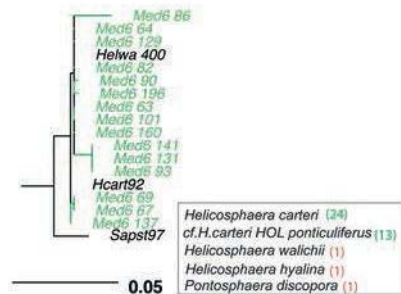 Med6 86
Med6 64
Med6 129
Helwa 400
Med6 82
Med6 90
Med6 196
Med6 63
Med6 101
Med6 160
Med6 141
Med6 131
Med6 93
Hcart92
Med6 69
Med6 67
Med6 137
Sapst97
Helicosphaera carteri (24)
cf.H.carteri HOL ponticuliferus (13)
Helicosphaera walichii (1)
Helicosphaera hyalina (1)
Pontosphaera discopora (1)
0.05